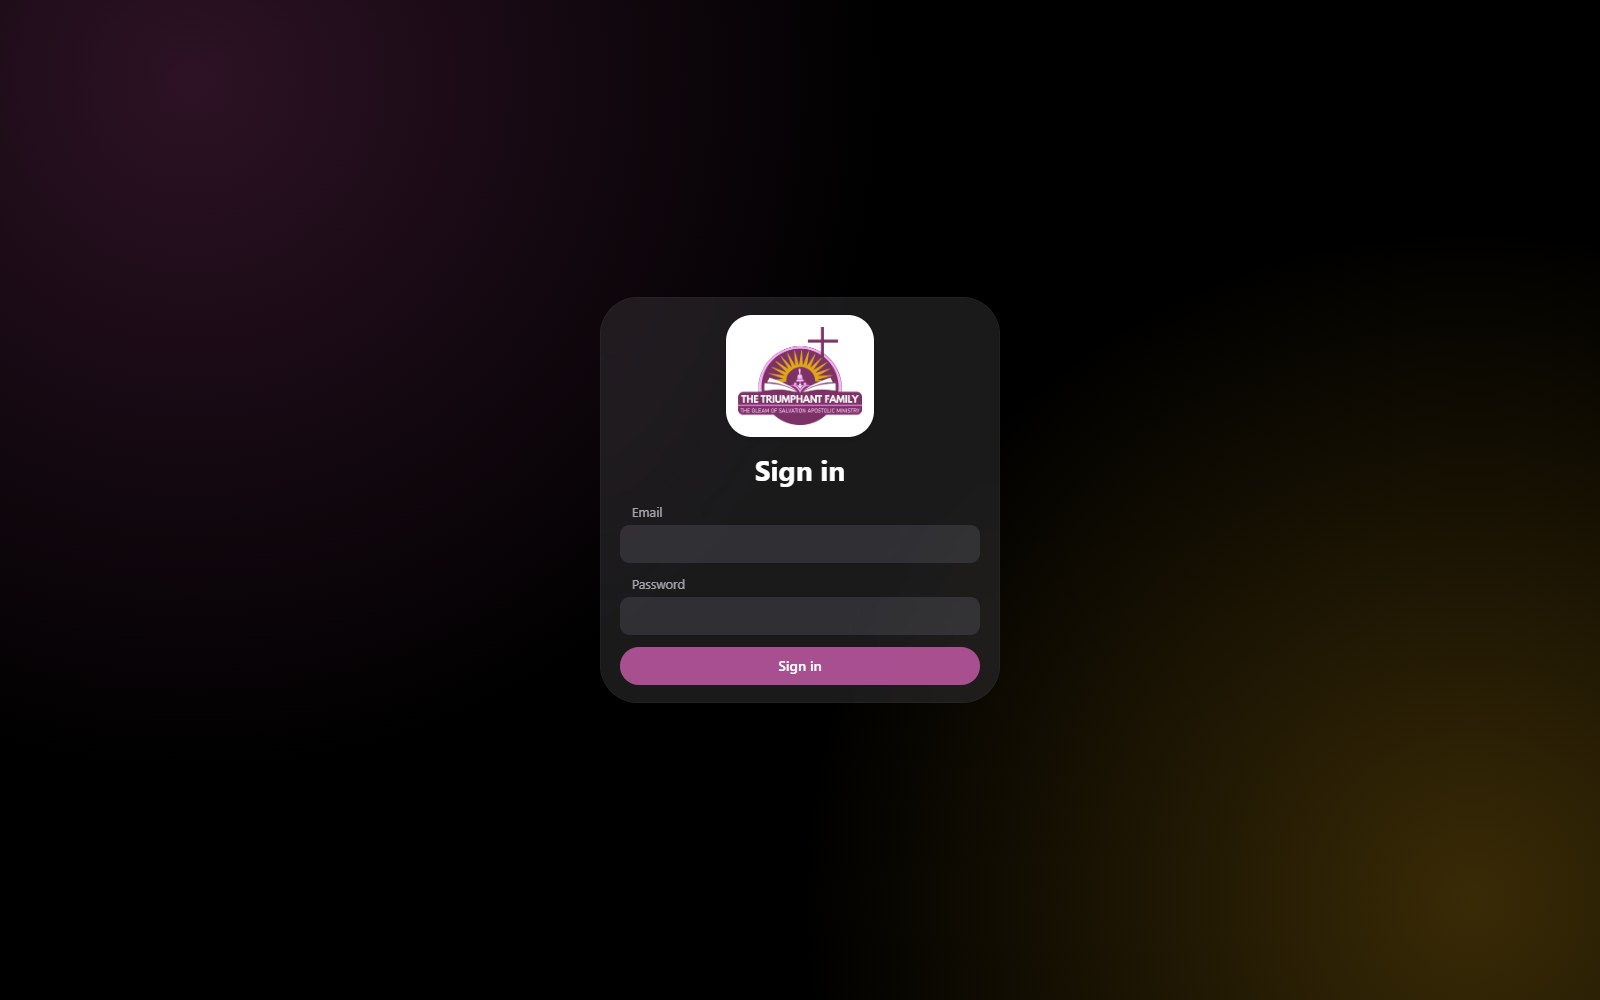 THE TRIUMPHANT FAMILY
THE GLEAM OF SALVATION APOSTOLIC MINISTRY
Sign in
Email
Password
Sign in